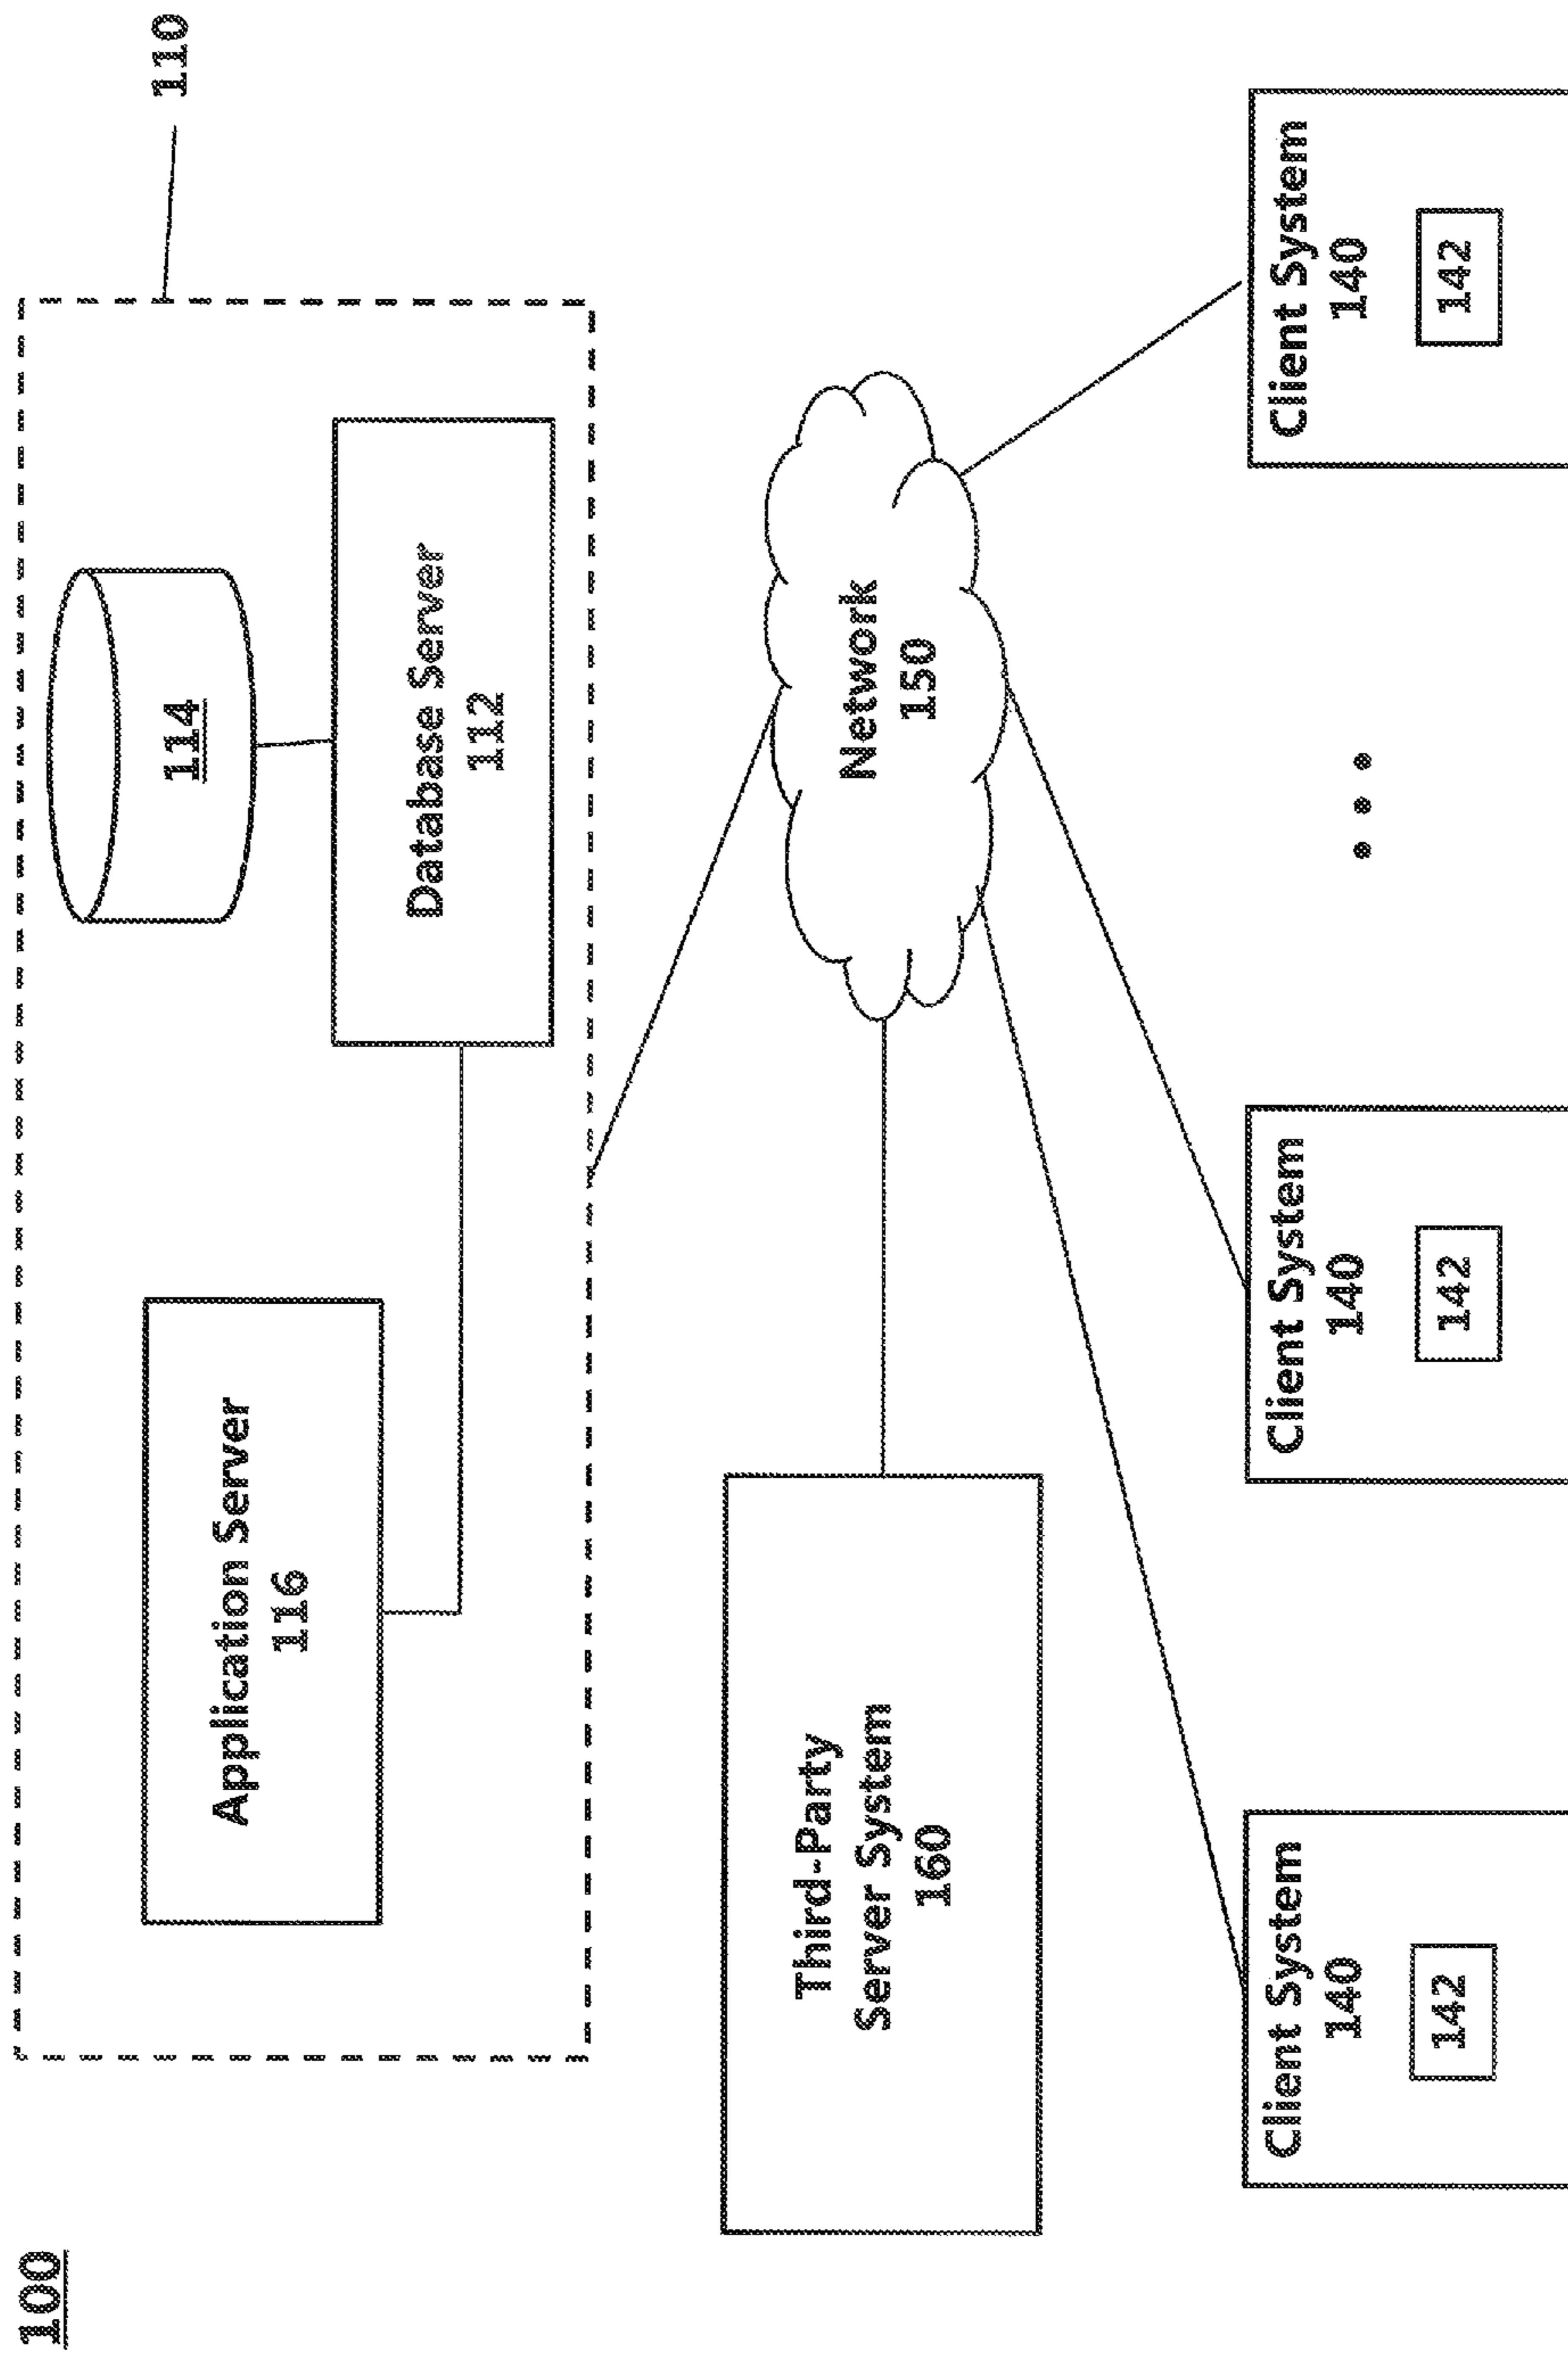 100
110
114
Application Server
116
Database Server
112
Third-Party
Server System
160
Network
150
Client System
140
142
Client System
140
142
Client System
140
142